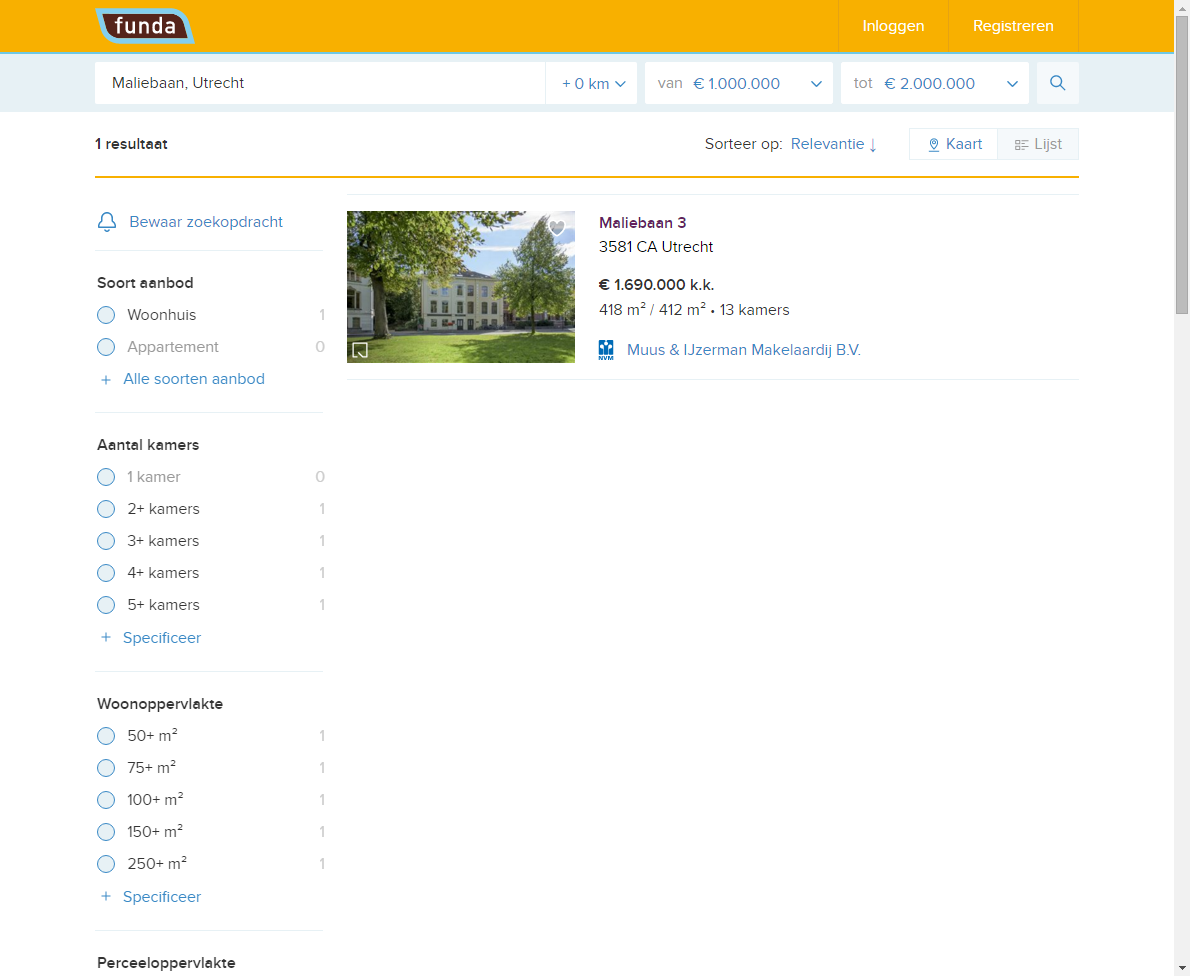 funda
Inloggen
Registreren
Maliebaan, Utrecht
+ 0 km
van € 1.000.000
tot € 2.000.000
1 resultaat
Sorteer op: Relevantie ↓
Kaart
Lijst
Bewaar zoekopdracht
Soort aanbod
Woonhuis 1
Appartement 0
+ Alle soorten aanbod
Aantal kamers
1 kamer 0
2+ kamers 1
3+ kamers 1
4+ kamers 1
5+ kamers 1
+ Specificeer
Woonoppervlakte
50+ m² 1
75+ m² 1
100+ m² 1
150+ m² 1
250+ m² 1
+ Specificeer
Perceeloppervlakte
Maliebaan 3
3581 CA Utrecht
€ 1.690.000 k.k.
418 m² / 412 m² • 13 kamers
NVM
Muus & IJzerman Makelaardij B.V.